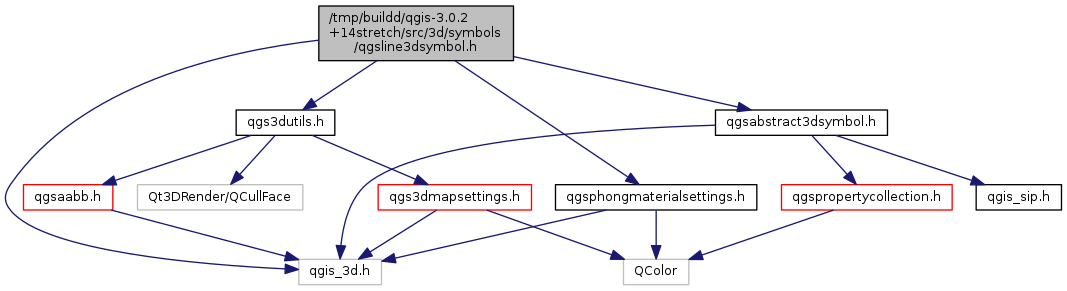 /tmp/buildd/qgis-3.0.2
+14stretch/src/3d/symbols
/qgsline3dsymbol.h
qgs3dutils.h
qgsabstract3dsymbol.h
qgsaabb.h
Qt3DRender/QCullFace
qgs3dmapsettings.h
qgsphongmaterialsettings.h
qgspropertycollection.h
qgis_sip.h
qgis_3d.h
QColor